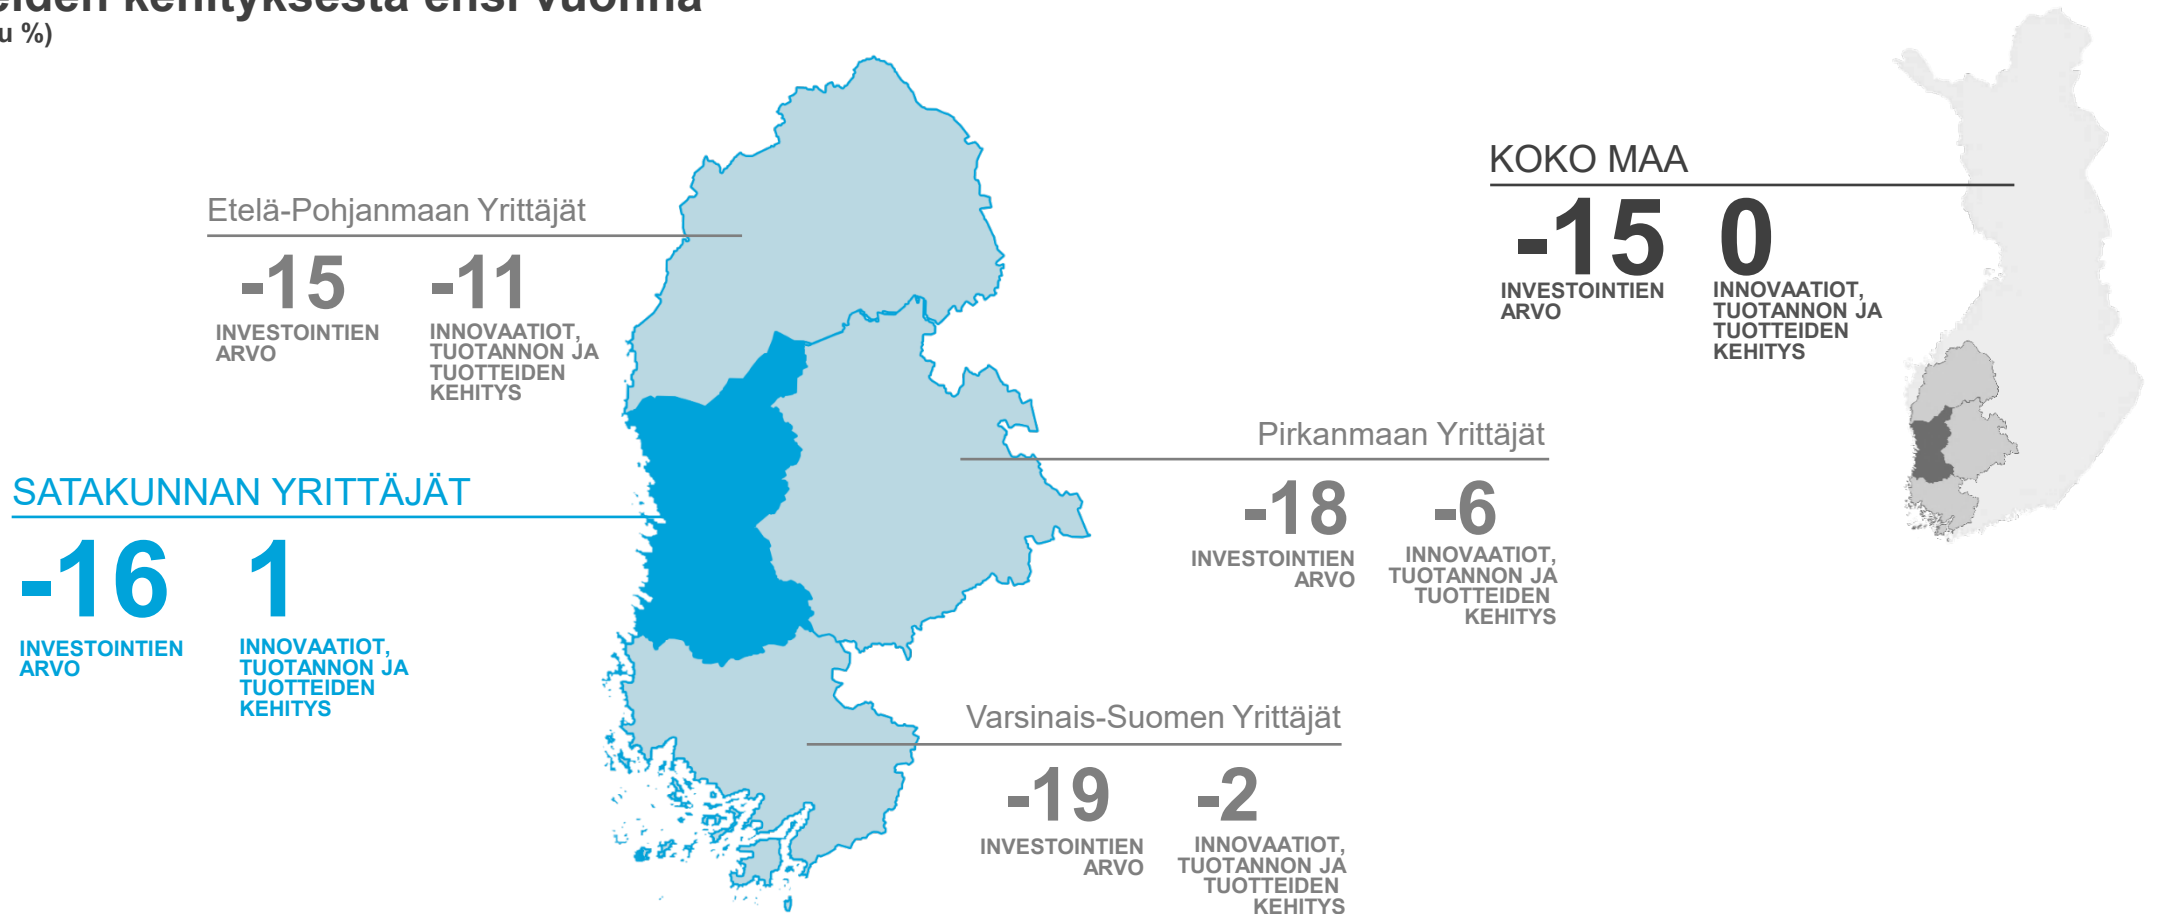 kehityksestä ensi vuonna
%)
KOKO MAA
-15 0
INVESTOINTIEN
ARVO
INNOVAATIOT,
TUOTANNON JA
TUOTTEIDEN
KEHITYS
Etelä-Pohjanmaan Yrittäjät
-15 -11
INVESTOINTIEN
ARVO
INNOVAATIOT,
TUOTANNON JA
TUOTTEIDEN
KEHITYS
Pirkanmaan Yrittäjät
-18 -6
INVESTOINTIEN
ARVO
INNOVAATIOT,
TUOTANNON JA
TUOTTEIDEN
KEHITYS
SATAKUNNAN YRITTÄJÄT
-16 1
INVESTOINTIEN
ARVO
INNOVAATIOT,
TUOTANNON JA
TUOTTEIDEN
KEHITYS
Varsinais-Suomen Yrittäjät
-19 -2
INVESTOINTIEN
ARVO
INNOVAATIOT,
TUOTANNON JA
TUOTTEIDEN
KEHITYS